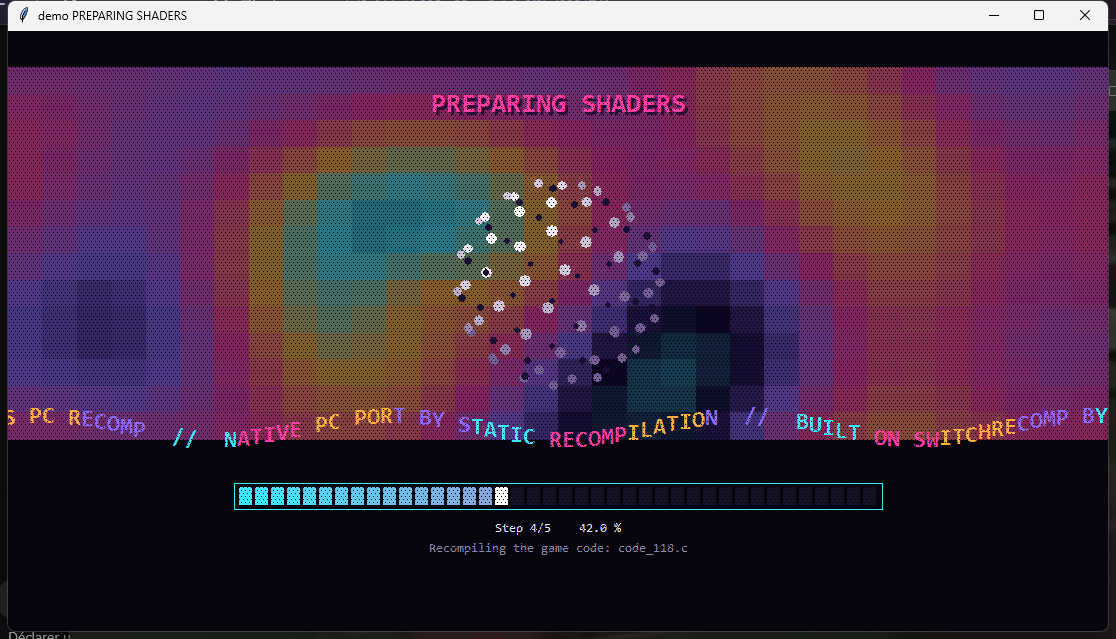 demo PREPARING SHADERS
PREPARING SHADERS
S PC RECOMP // NATIVE PC PORT BY STATIC RECOMPILATION // BUILT ON SWITCHRECOMP BY
Step 4/5 42.0 %
Recompiling the game code: code_118.c
Déclarer u